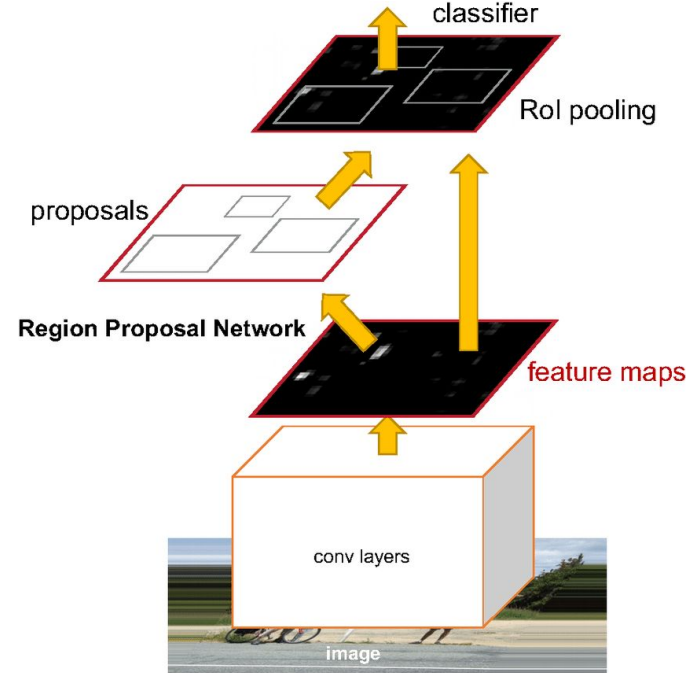 classifier
RoI pooling
proposals
Region Proposal Network
feature maps
conv layers
image